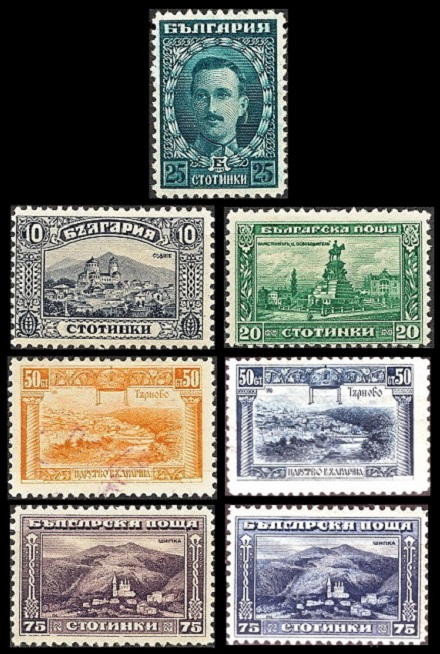 БЪЛГАРИЯ
25 25
СТОТИНКИ
10 БЪЛГАРИЯ 10
СОФИЯ
СТОТИНКИ
БЪЛГАРСКА ПОЩА
20 СТОТИНКИ 20
50 СТ СТ 50
Търново
ЦАРСТВО БЪЛГАРИЯ
50 СТ СТ 50
Търново
ЦАРСТВО БЪЛГАРИЯ
БЪЛГАРСКА ПОЩА
ШИПКА
75 СТОТИНКИ 75
БЪЛГАРСКА ПОЩА
ШИПКА
75 СТОТИНКИ 75